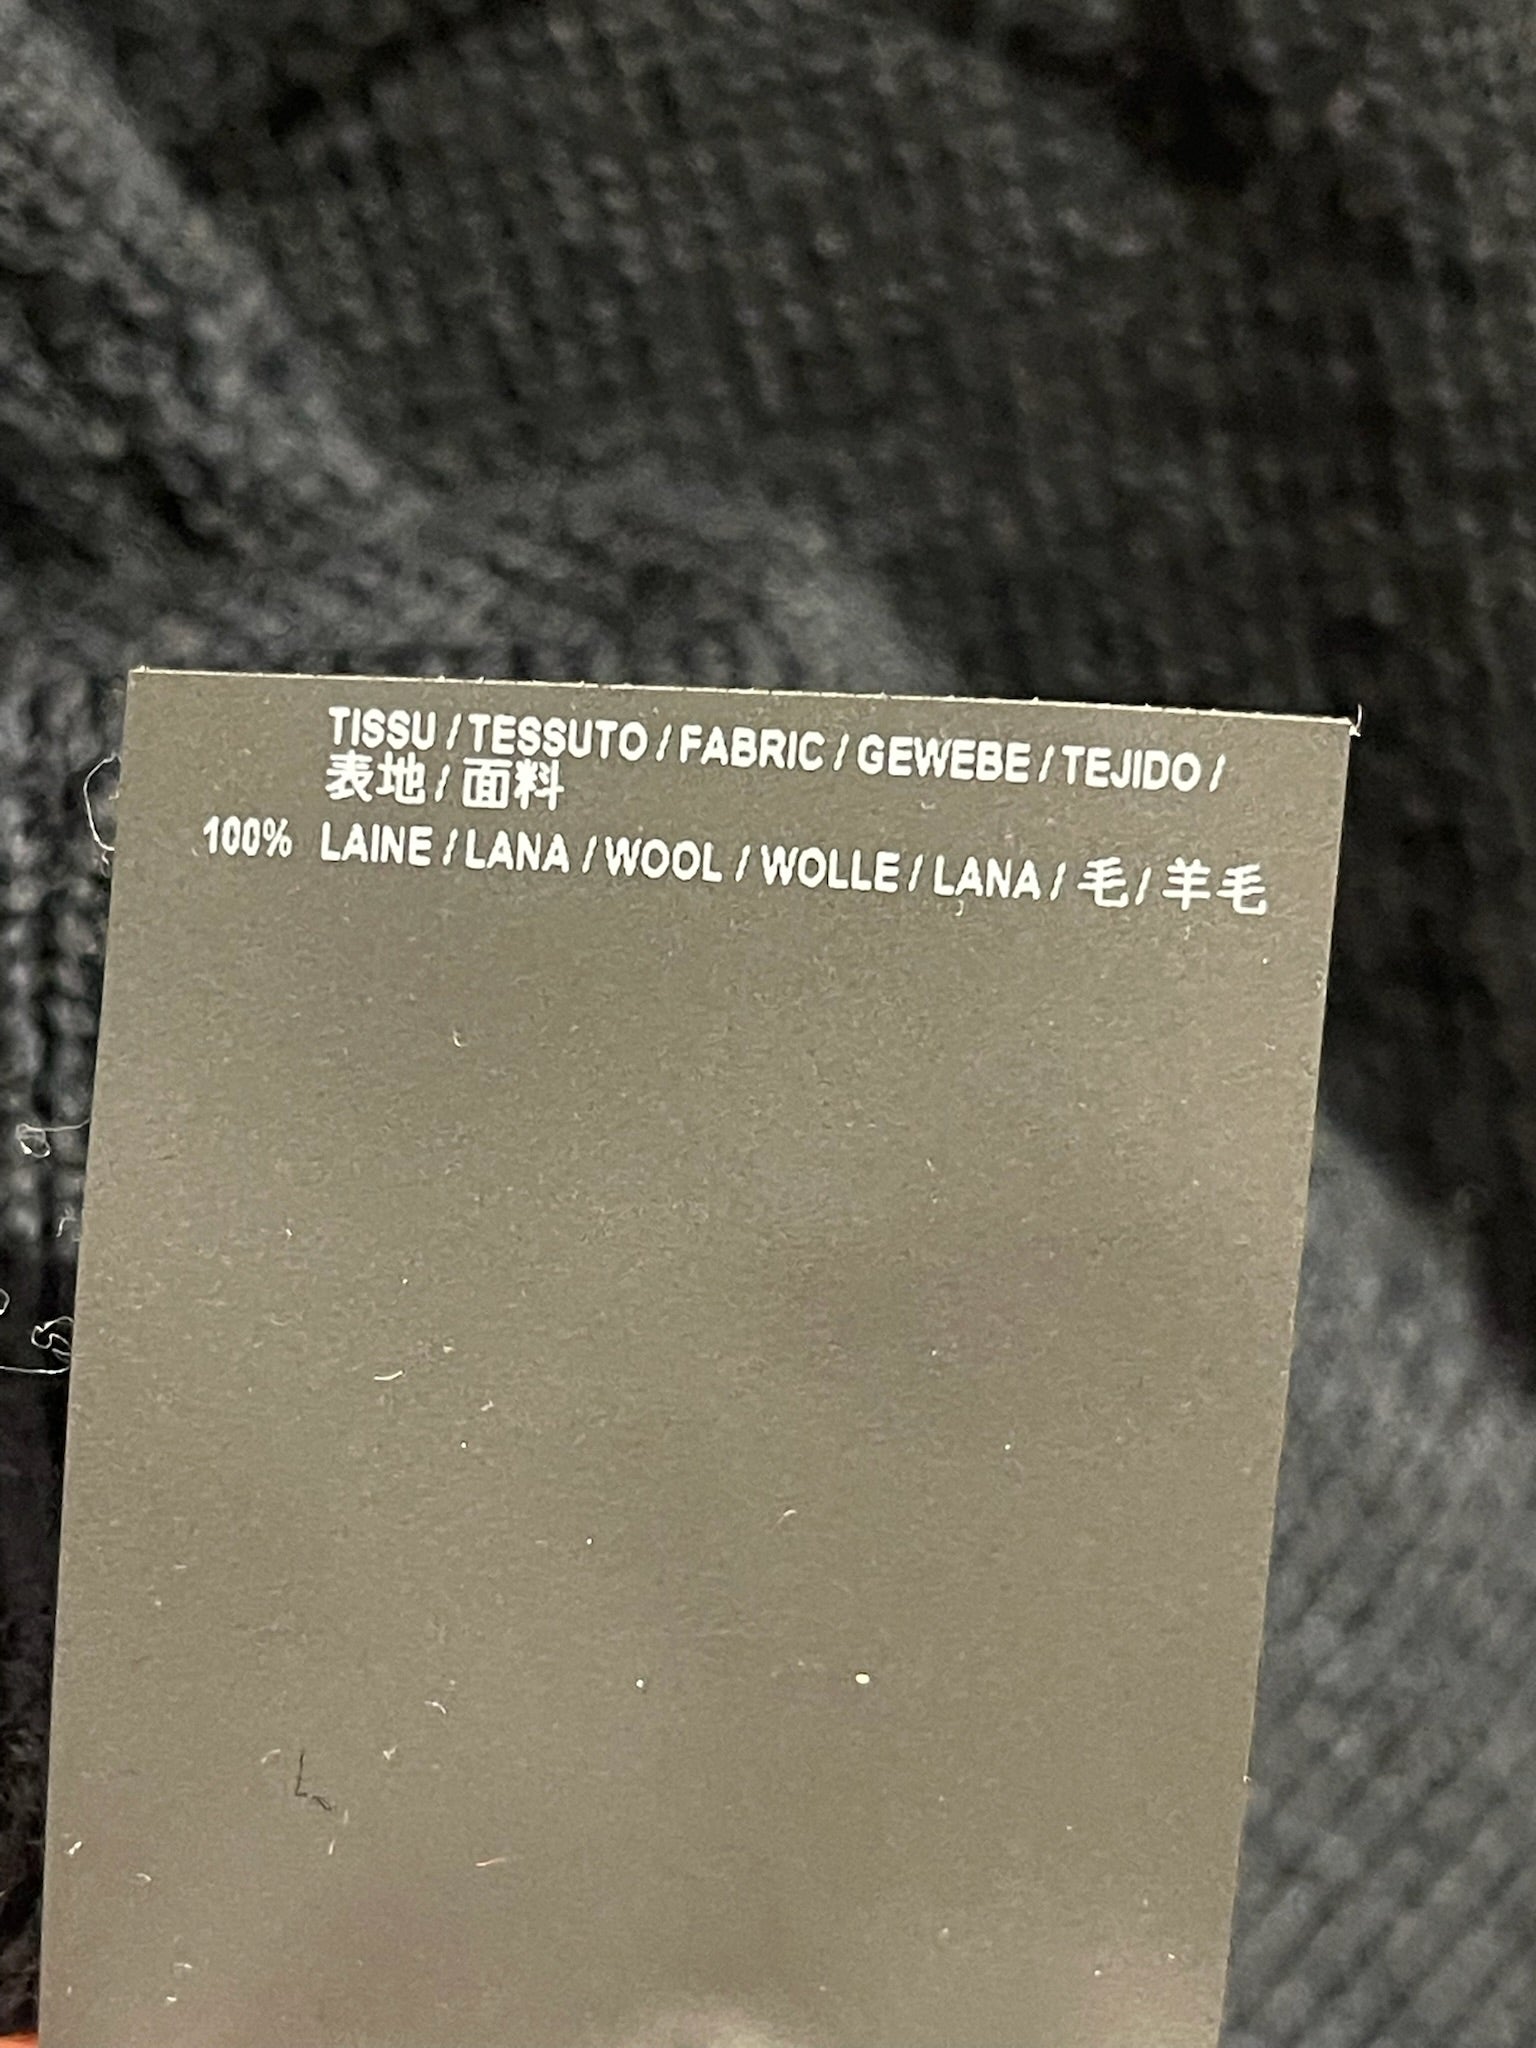 TISSU / TESSUTO / FABRIC / GEWEBE / TEJIDO /
表地 / 面料
100% LAINE / LANA / WOOL / WOLLE / LANA / 毛 / 羊毛